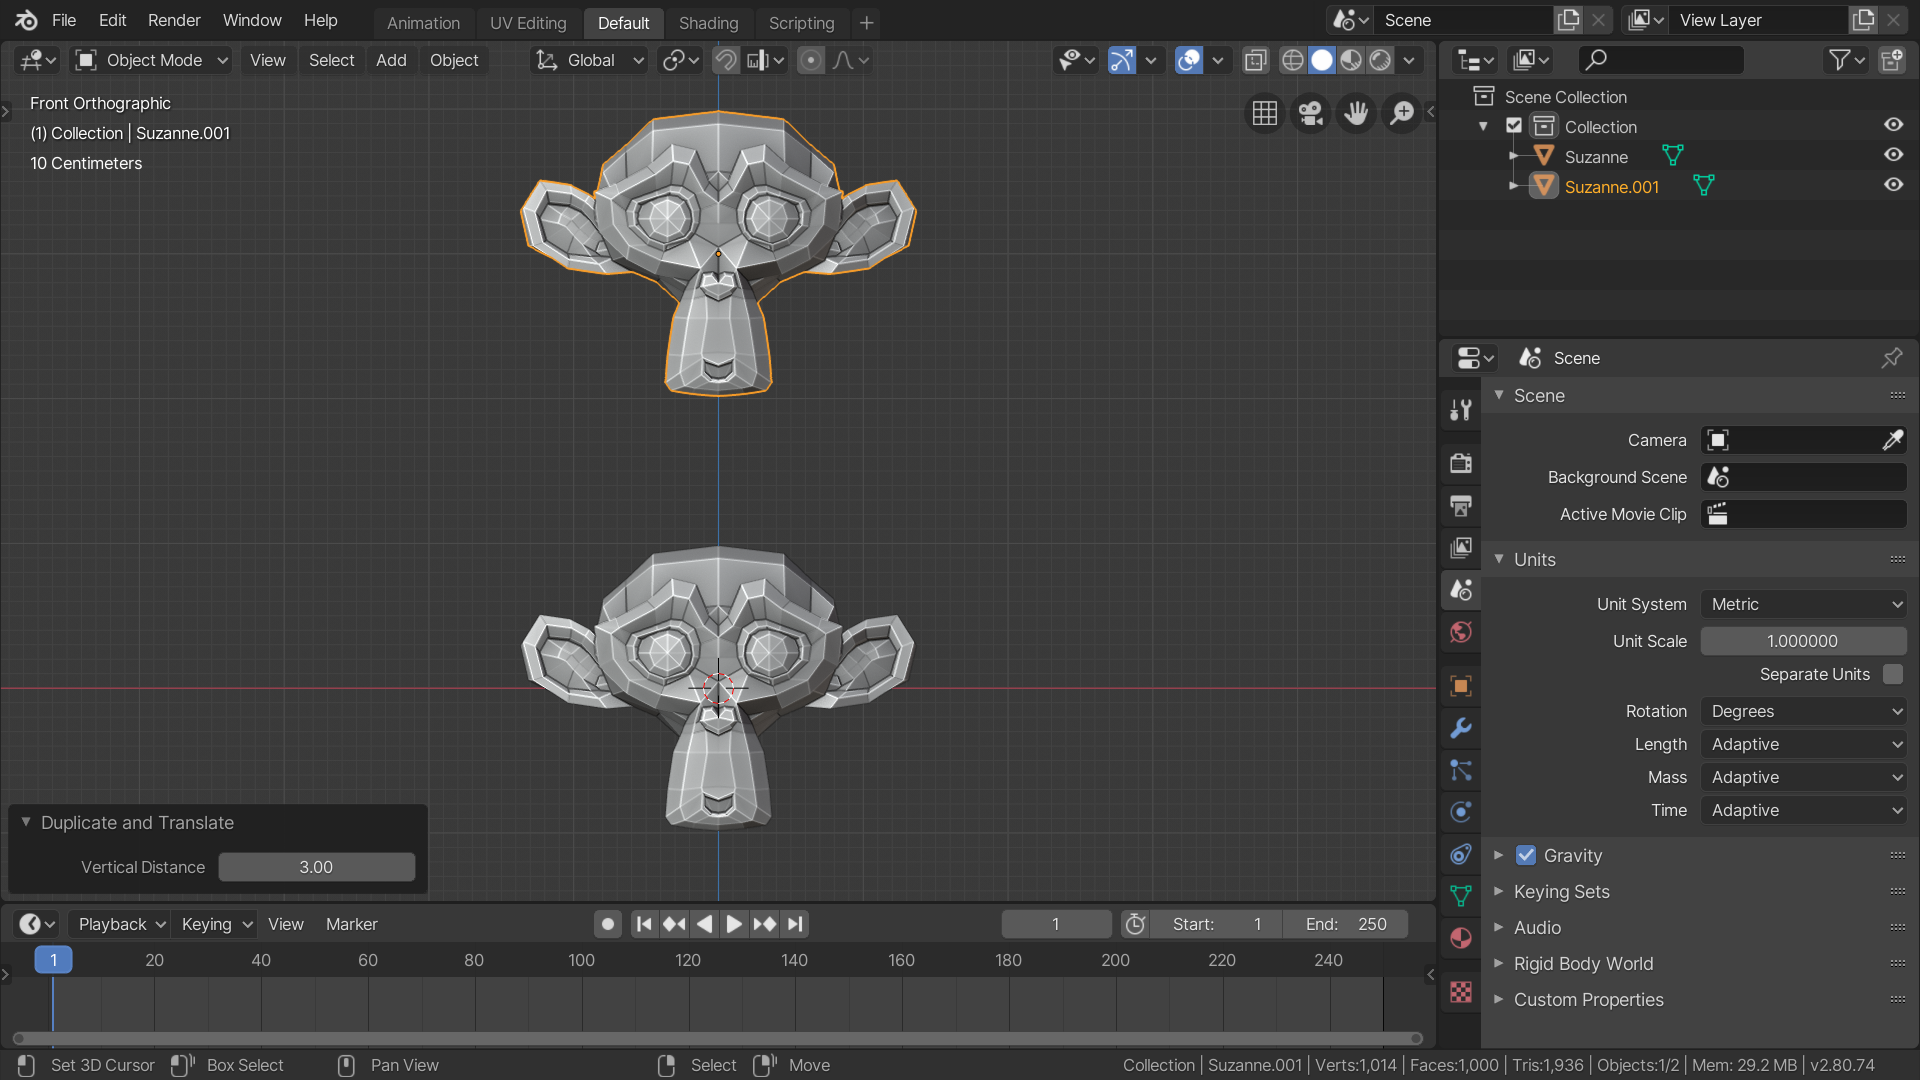 File Edit Render Window Help Animation UV Editing Default Shading Scripting Scene View Layer
Object Mode View Select Add Object Global
Front Orthographic
(1) Collection | Suzanne.001
10 Centimeters
Scene Collection
Collection
Suzanne
Suzanne.001
Scene
Scene
Camera
Background Scene
Active Movie Clip
Units
Unit System Metric
Unit Scale 1.000000
Separate Units
Rotation Degrees
Length Adaptive
Mass Adaptive
Time Adaptive
Gravity
Keying Sets
Audio
Rigid Body World
Custom Properties
Duplicate and Translate
Vertical Distance 3.00
Playback Keying View Marker 1 Start: 1 End: 250
1 20 40 60 80 100 120 140 160 180 200 220 240
Set 3D Cursor Box Select Pan View Select Move Collection | Suzanne.001 | Verts:1,014 | Faces:1,000 | Tris:1,936 | Objects:1/2 | Mem: 29.2 MB | v2.80.74